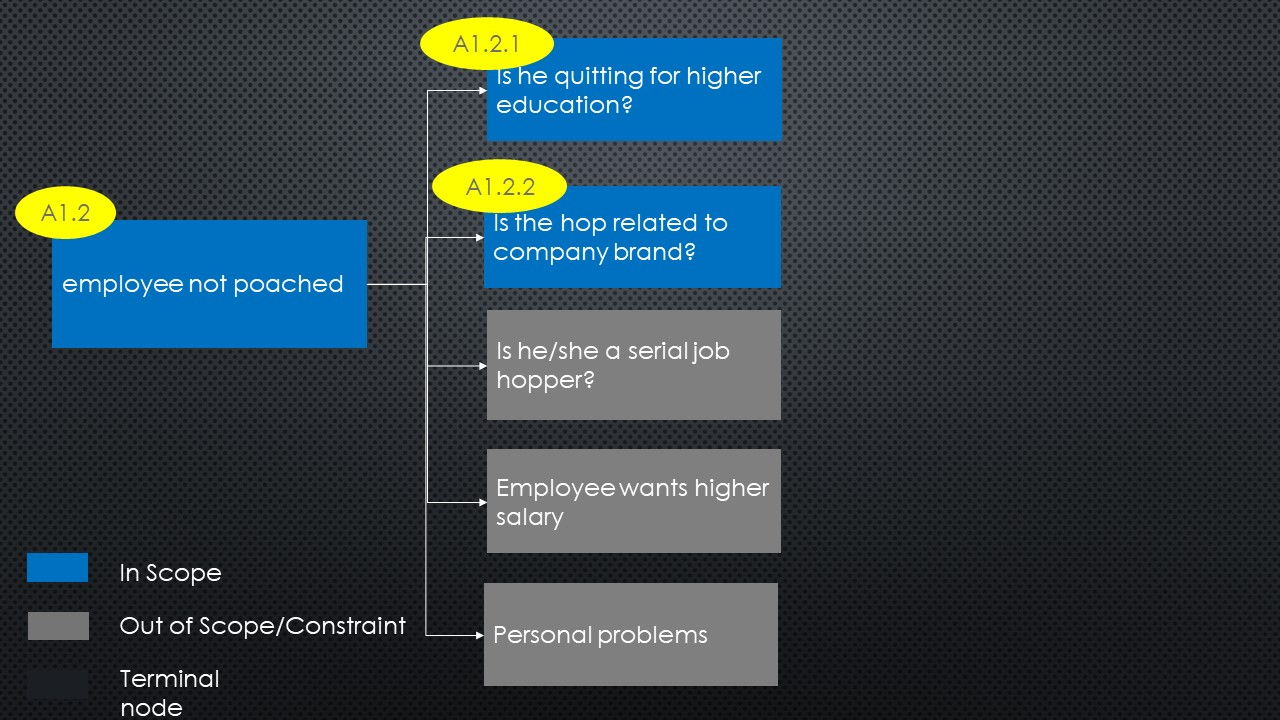 A1.2.1
Is he quitting for higher
education?
A1.2.2
Is the hop related to
company brand?
A1.2
employee not poached
Is he/she a serial job
hopper?
Employee wants higher
salary
Personal problems
In Scope
Out of Scope/Constraint
Terminal
node